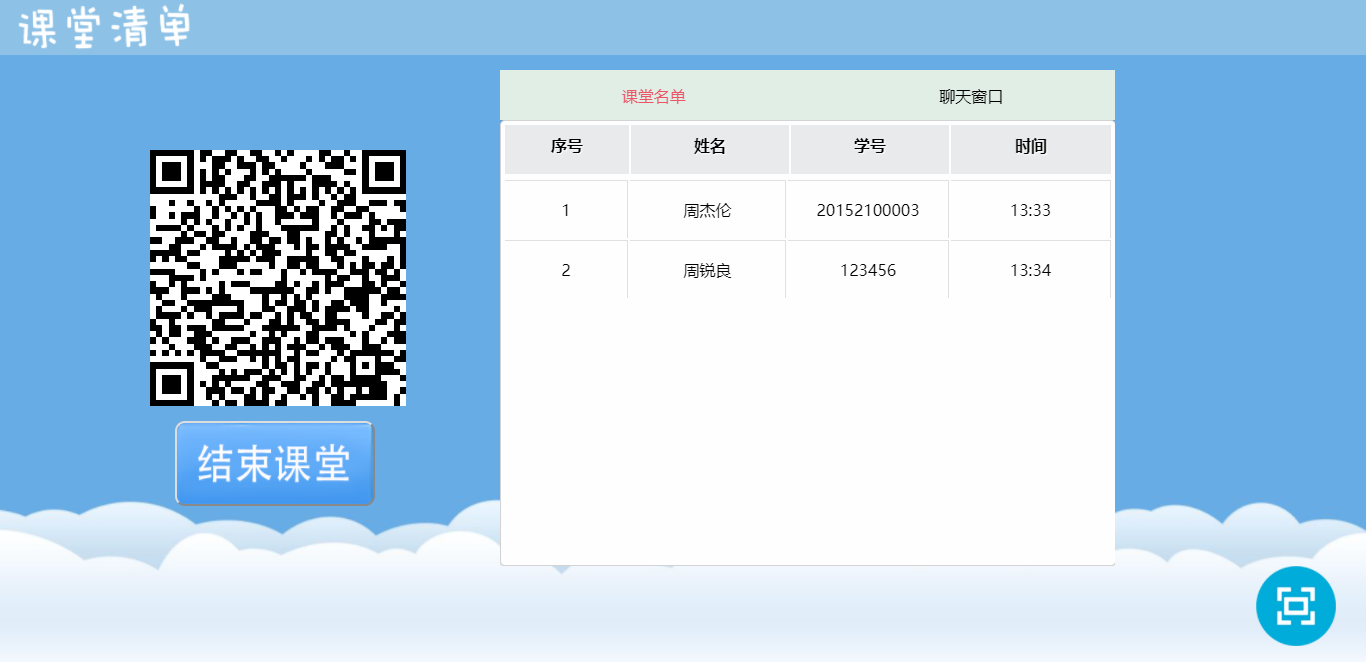 课堂清单
课堂名单 聊天窗口
序号 姓名 学号 时间
1 周杰伦 20152100003 13:33
2 周锐良 123456 13:34
结束课堂